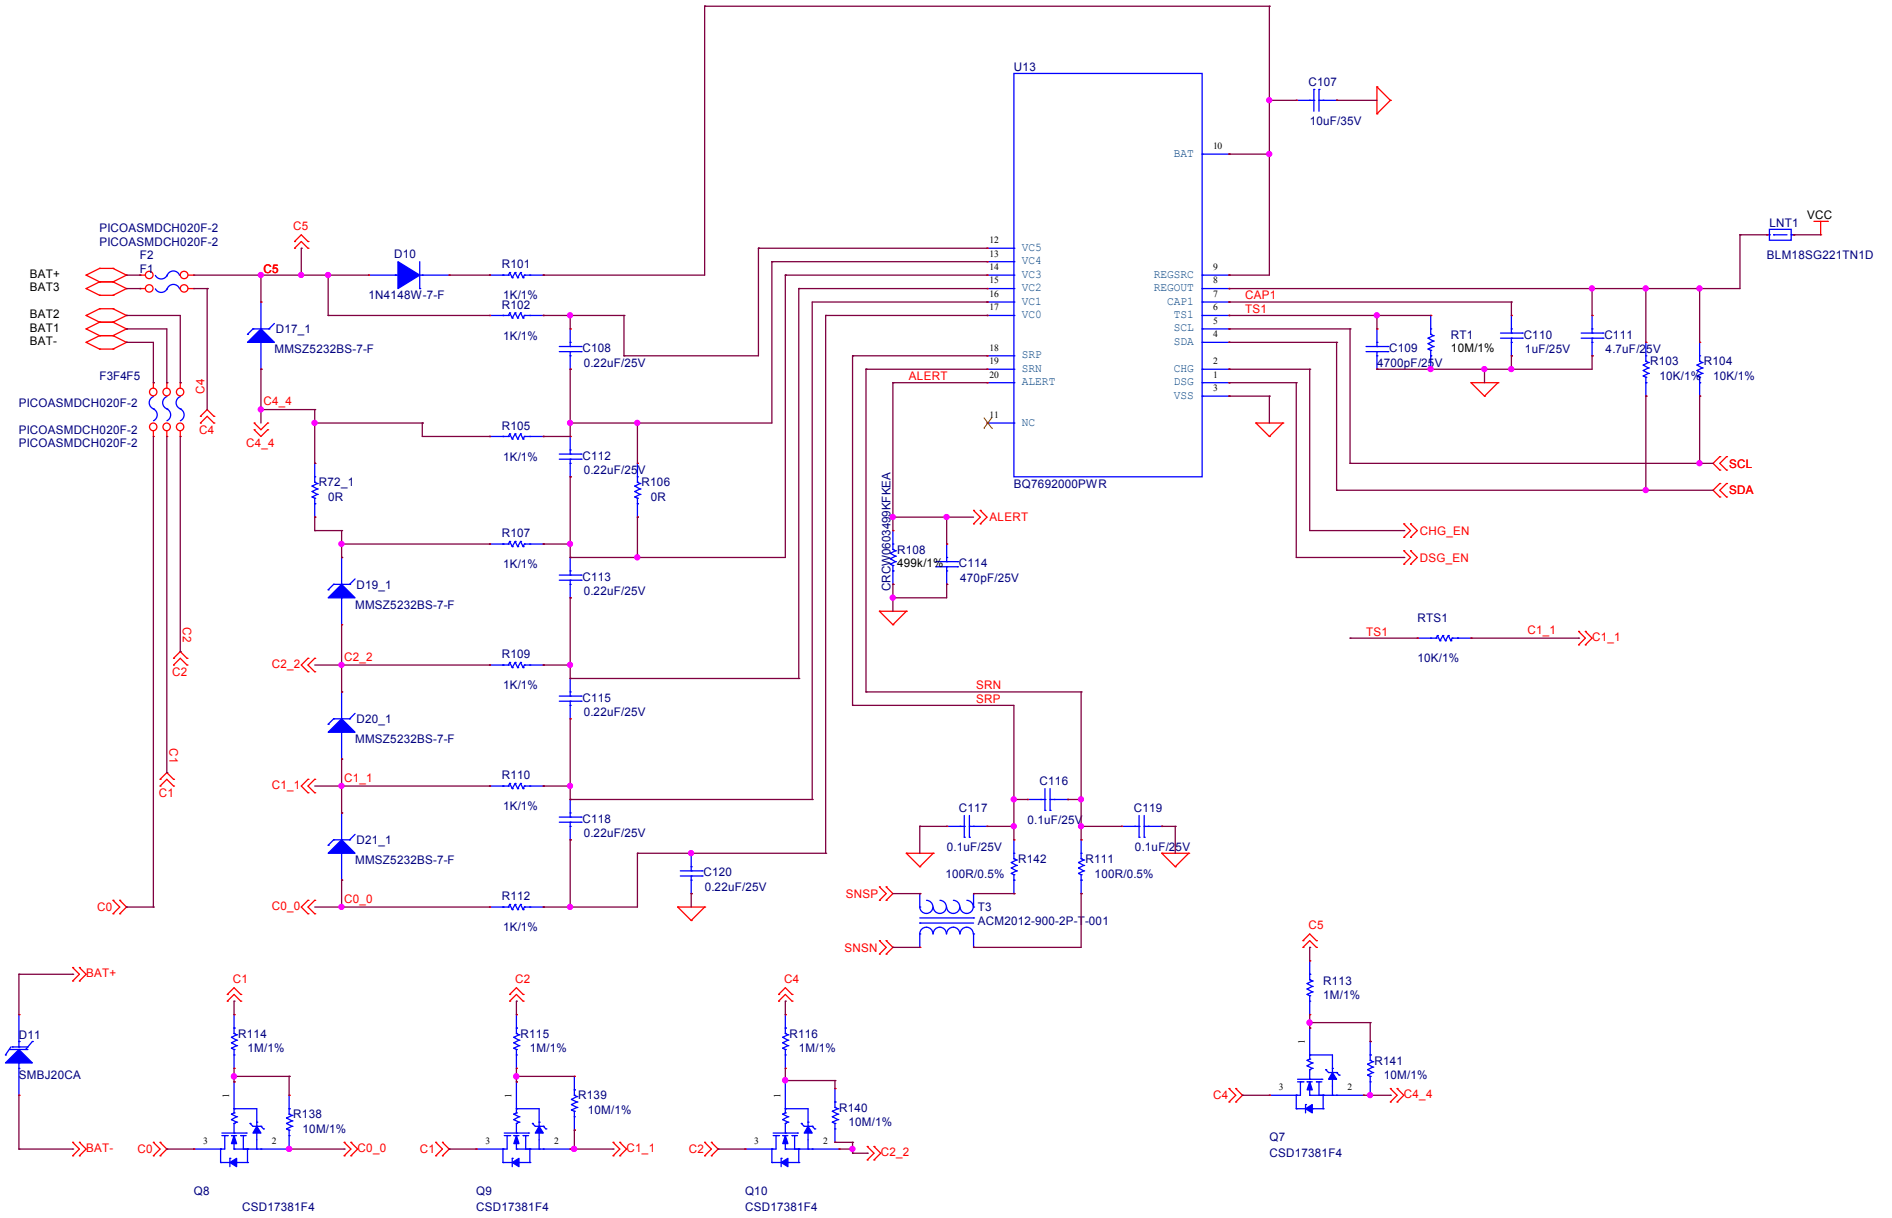 U13
C107
10uF/35V
BAT 10
PICOASMDCH020F-2
PICOASMDCH020F-2
F2
F1
C5
C5
D10
1N4148W-7-F
R101
1K/1%
R102
1K/1%
BAT+
BAT3
BAT2
BAT1
BAT-
D17_1
MMSZ5232BS-7-F
C108
0.22uF/25V
12 VC5
13 VC4
14 VC3
15 VC2
16 VC1
17 VC0
18 SRP
19 SRN
20 ALERT
11 NC
ALERT
REGSRC 9
REGOUT 8
CAP1 7
TS1 6
SCL 5
SDA 4
CHG 2
DSG 1
VSS 3
BQ7692000PWR
CAP1
TS1
LNT1
VCC
BLM18SG221TN1D
C109
4700pF/25V
RT1
10M/1%
C110
1uF/25V
C111
4.7uF/25V
R103
10K/1%
R104
10K/1%
SCL
SDA
CHG_EN
DSG_EN
F3F4F5
PICOASMDCH020F-2
PICOASMDCH020F-2
PICOASMDCH020F-2
C4
C4
C4_4
C4_4
R105
1K/1%
C112
0.22uF/25V
R72_1
0R
R106
0R
R107
1K/1%
CRCW0603499KFKEA
R108
499k/1%
ALERT
C114
470pF/25V
D19_1
MMSZ5232BS-7-F
C113
0.22uF/25V
C2
C2
C2_2
C2_2
R109
1K/1%
RTS1
TS1
C1_1
C1_1
10K/1%
SRN
SRP
D20_1
MMSZ5232BS-7-F
C115
0.22uF/25V
C1
C1
C1_1
C1_1
R110
1K/1%
C118
0.22uF/25V
D21_1
MMSZ5232BS-7-F
C116
0.1uF/25V
C117
0.1uF/25V
C119
0.1uF/25V
R142
100R/0.5%
R111
100R/0.5%
C120
0.22uF/25V
C0
C0_0
C0_0
R112
1K/1%
SNSP
SNSN
T3
ACM2012-900-2P-T-001
BAT+
D11
SMBJ20CA
BAT-
C1
R114
1M/1%
1
R138
10M/1%
C0
3
2
C0_0
Q8
CSD17381F4
C2
R115
1M/1%
R139
10M/1%
C1
3
2
C1_1
Q9
CSD17381F4
C4
R116
1M/1%
1
R140
10M/1%
C2
3
2
C2_2
Q10
CSD17381F4
C5
R113
1M/1%
1
R141
10M/1%
C4
3
2
C4_4
Q7
CSD17381F4